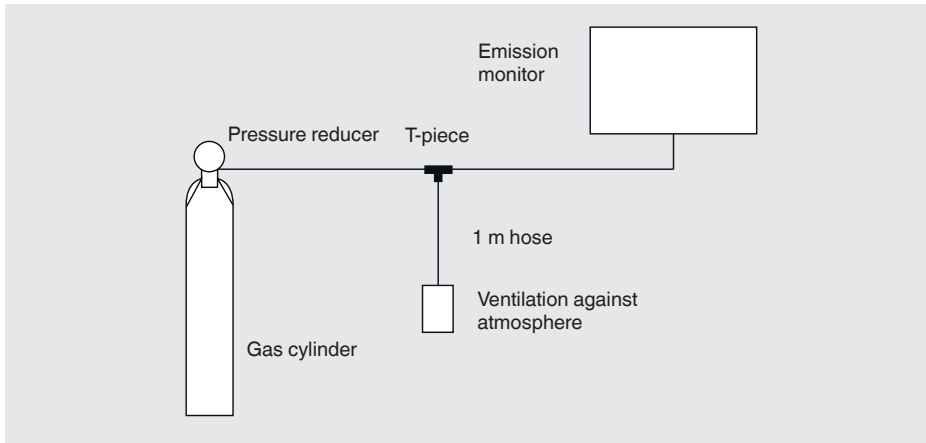 Emission
monitor
Pressure reducer
T-piece
1 m hose
Ventilation against
atmosphere
Gas cylinder